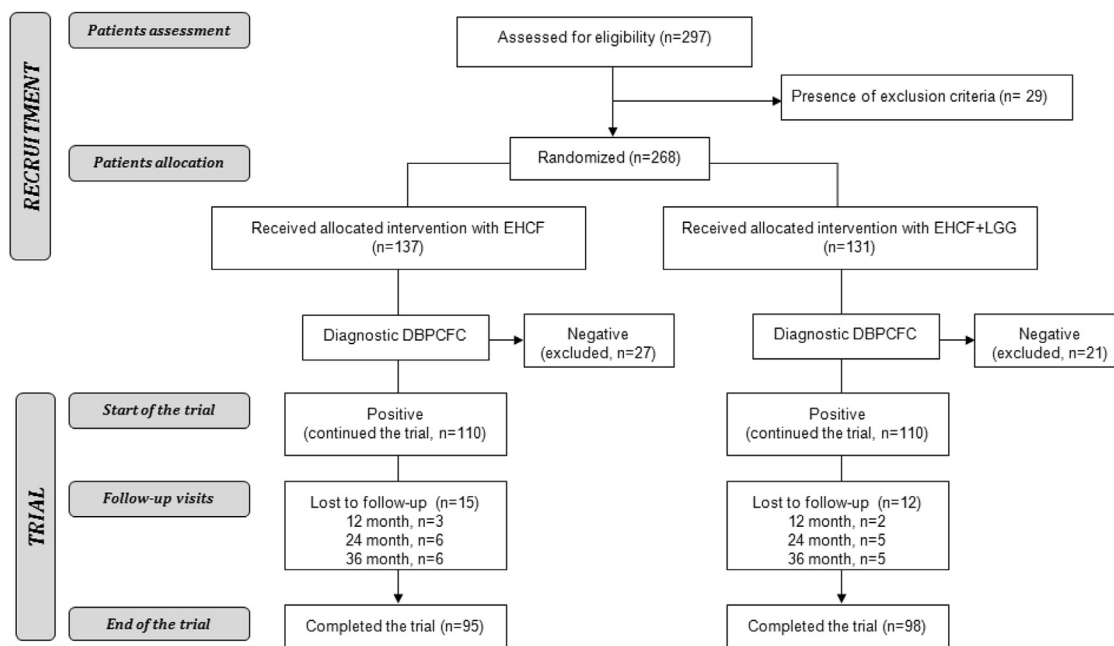 RECRUITMENT
Patients assessment
Assessed for eligibility (n=297)
Presence of exclusion criteria (n= 29)
Patients allocation
Randomized (n=268)
Received allocated intervention with EHCF
(n=137)
Received allocated intervention with EHCF+LGG
(n=131)
Diagnostic DBPCFC
Negative
(excluded, n=27)
Diagnostic DBPCFC
Negative
(excluded, n=21)
TRIAL
Start of the trial
Positive
(continued the trial, n=110)
Positive
(continued the trial, n=110)
Follow-up visits
Lost to follow-up (n=15)
12 month, n=3
24 month, n=6
36 month, n=6
Lost to follow-up (n=12)
12 month, n=2
24 month, n=5
36 month, n=5
End of the trial
Completed the trial (n=95)
Completed the trial (n=98)